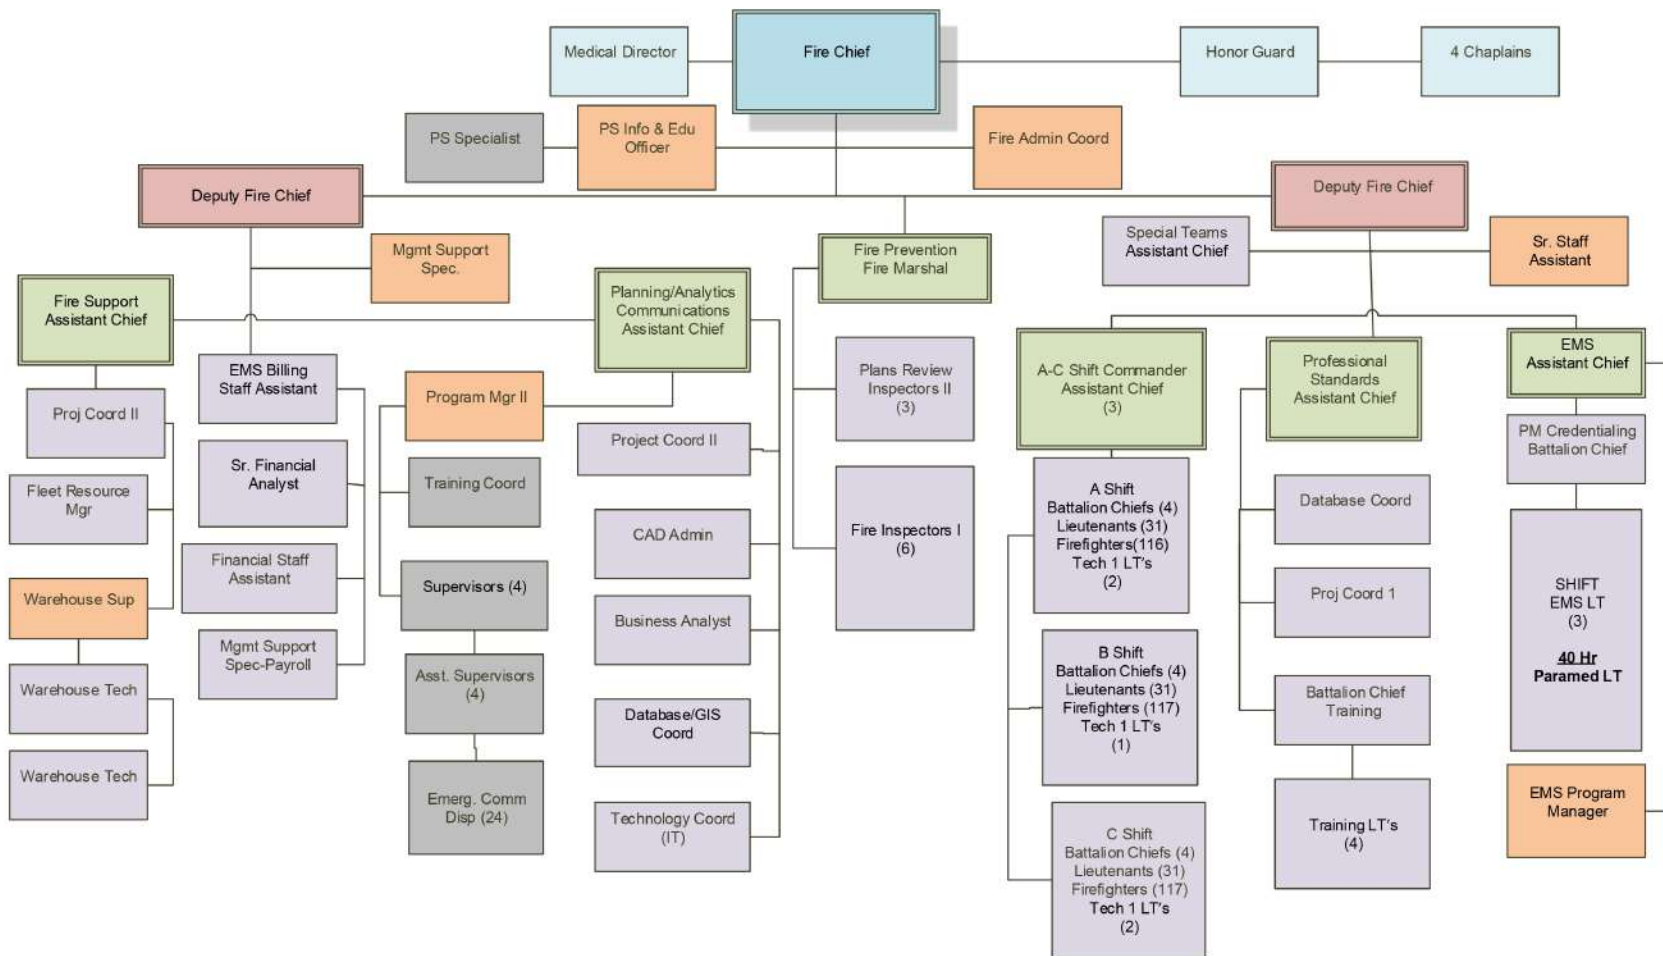 Medical Director
Fire Chief
Honor Guard
4 Chaplains
PS Specialist
PS Info & Edu
Officer
Fire Admin Coord
Deputy Fire Chief
Deputy Fire Chief
Mgmt Support
Spec.
Fire Prevention
Fire Marshal
Special Teams
Assistant Chief
Sr. Staff
Assistant
Fire Support
Assistant Chief
Planning/Analytics
Communications
Assistant Chief
EMS Billing
Staff Assistant
Proj Coord II
Sr. Financial
Analyst
Fleet Resource
Mgr
Financial Staff
Assistant
Warehouse Sup
Mgmt Support
Spec-Payroll
Warehouse Tech
Warehouse Tech
Program Mgr II
Training Coord
Supervisors (4)
Asst. Supervisors
(4)
Emerg. Comm
Disp (24)
Project Coord II
CAD Admin
Business Analyst
Database/GIS
Coord
Technology Coord
(IT)
Plans Review
Inspectors II
(3)
Fire Inspectors I
(6)
A-C Shift Commander
Assistant Chief
(3)
A Shift
Battalion Chiefs (4)
Lieutenants (31)
Firefighters(116)
Tech 1 LT's
(2)
B Shift
Battalion Chiefs (4)
Lieutenants (31)
Firefighters (117)
Tech 1 LT's
(1)
C Shift
Battalion Chiefs (4)
Lieutenants (31)
Firefighters (117)
Tech 1 LT's
(2)
Professional
Standards
Assistant Chief
Database Coord
Proj Coord 1
Battalion Chief
Training
Training LT's
(4)
EMS
Assistant Chief
PM Credentialing
Battalion Chief
SHIFT
EMS LT
(3)
40 Hr
Paramed LT
EMS Program
Manager